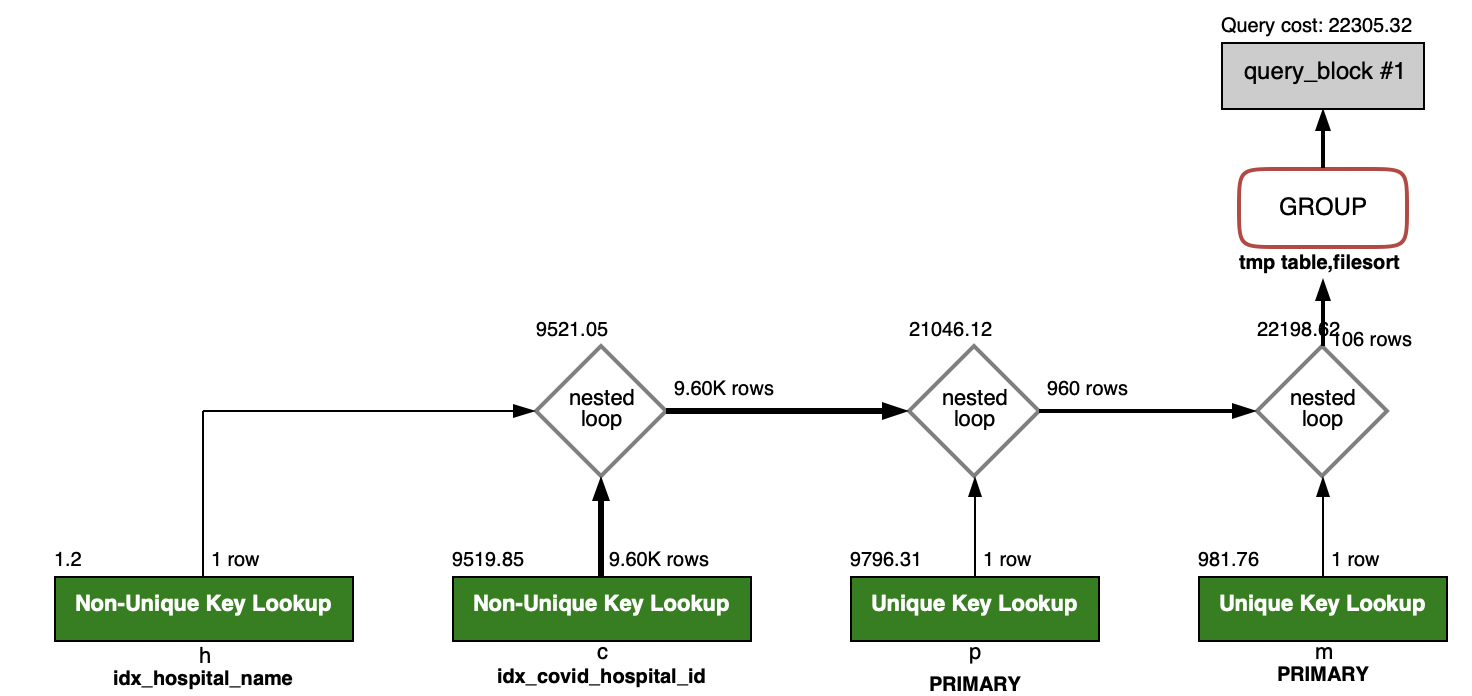 Query cost: 22305.32
query_block #1
GROUP
tmp table,filesort
9521.05
21046.12
22198.62
106 rows
nested
loop
9.60K rows
nested
loop
960 rows
nested
loop
1.2
1 row
9519.85
9.60K rows
9796.31
1 row
981.76
1 row
Non-Unique Key Lookup
Non-Unique Key Lookup
Unique Key Lookup
Unique Key Lookup
h
c
p
m
idx_hospital_name
idx_covid_hospital_id
PRIMARY
PRIMARY